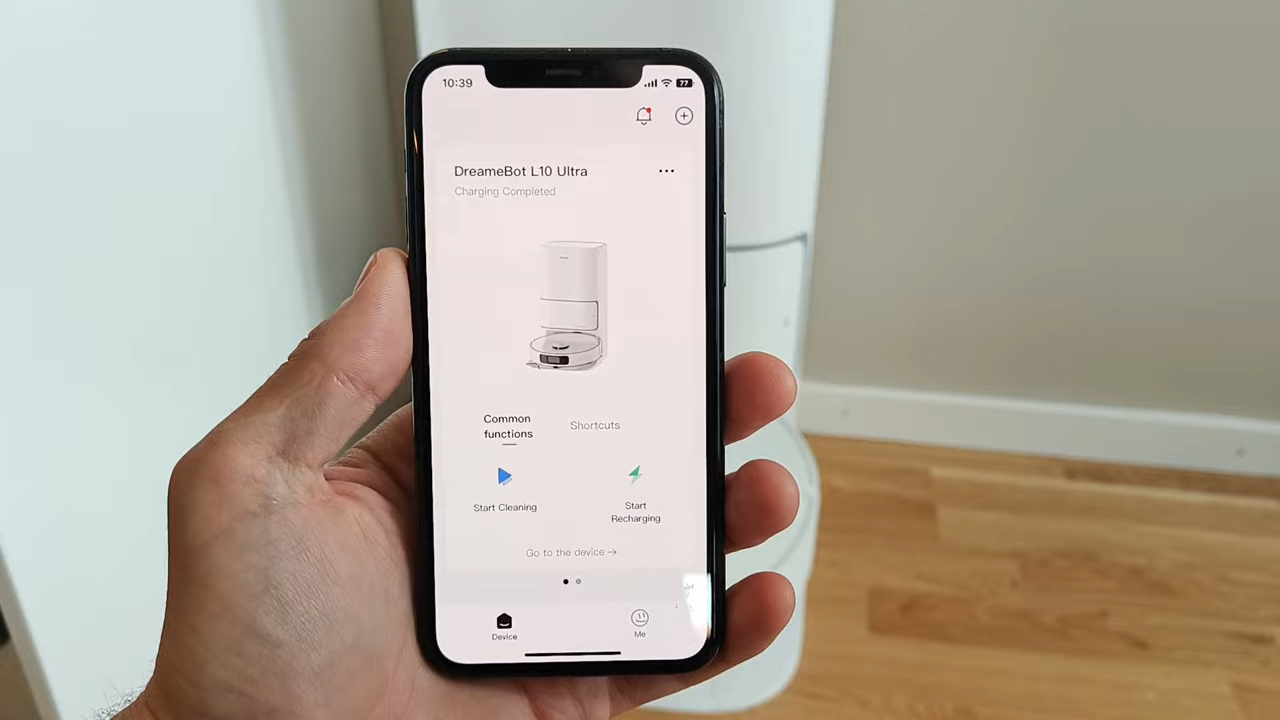 10:39
77
DreameBot L10 Ultra
Charging Completed
Common
functions
Shortcuts
Start Cleaning
Start
Recharging
Go to the device →
Device
Me